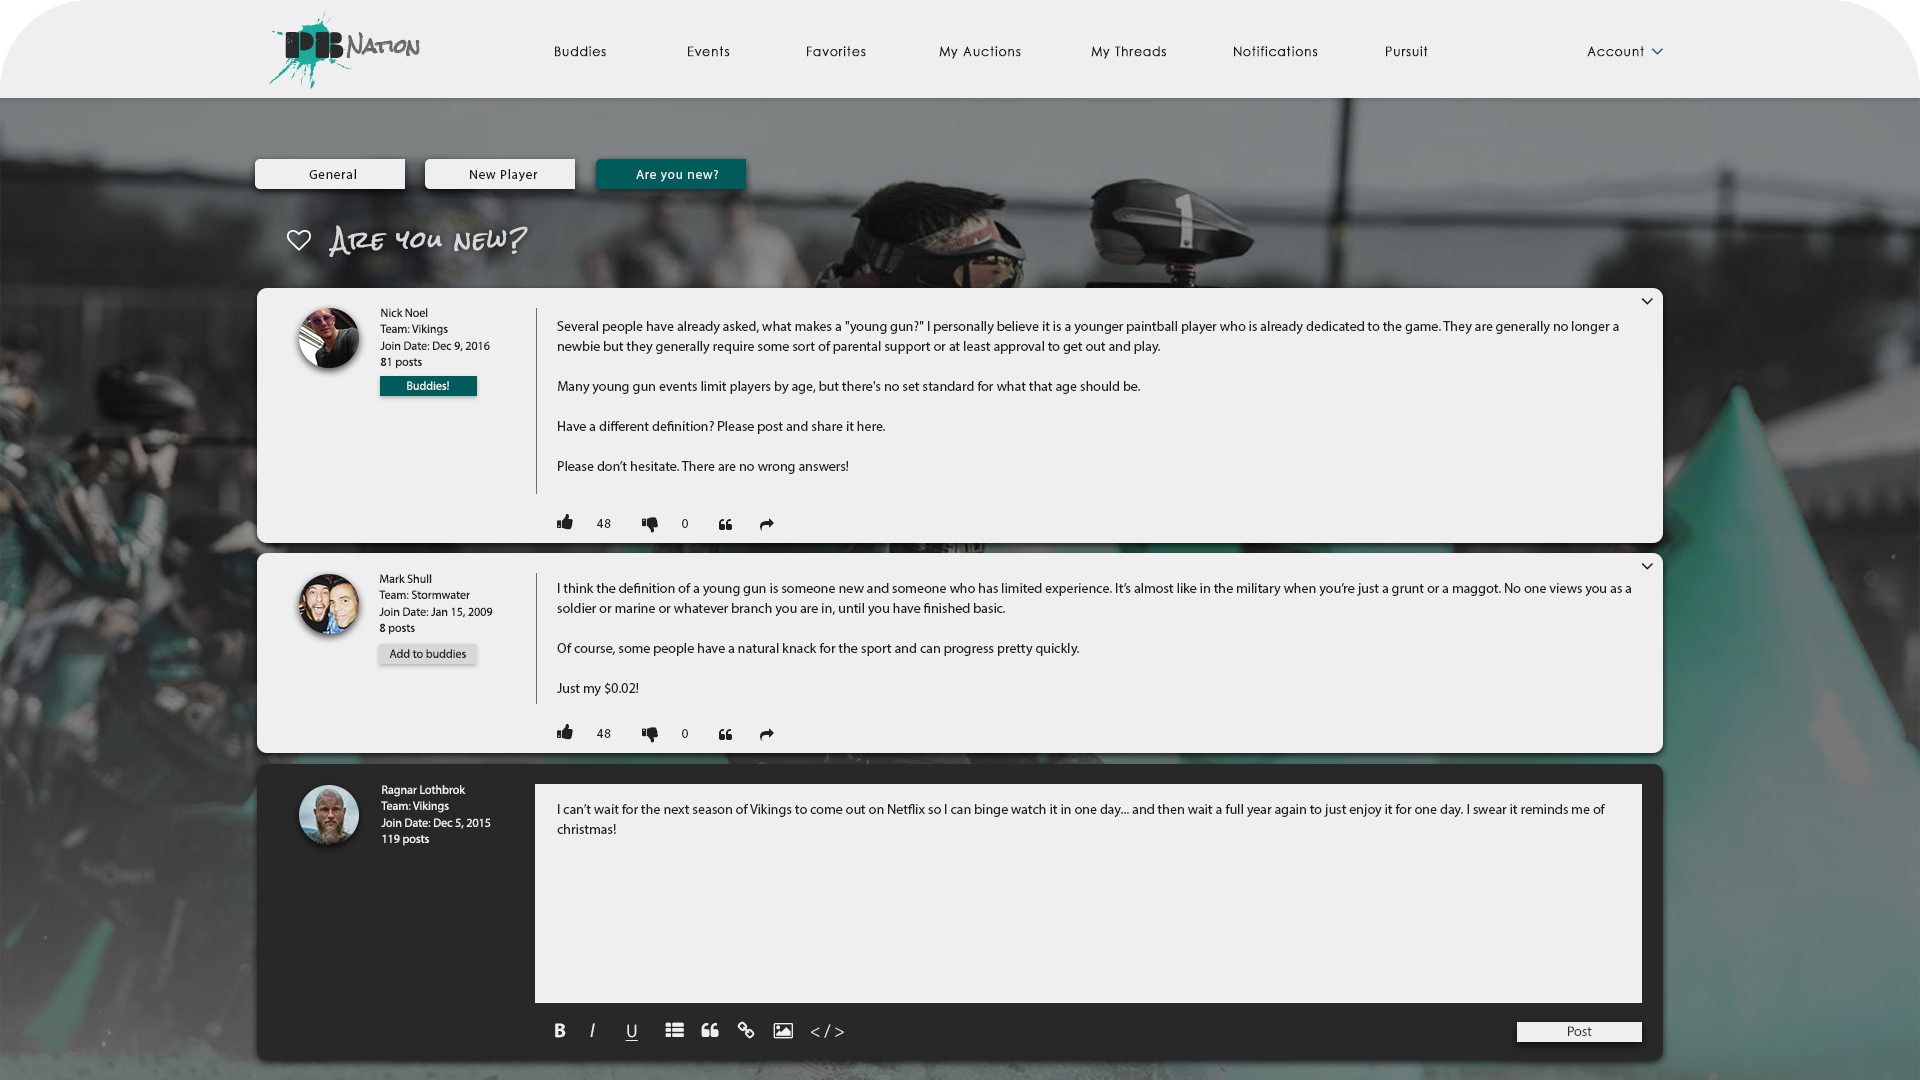 PB Nation
Buddies
Events
Favorites
My Auctions
My Threads
Notifications
Pursuit
Account
General
New Player
Are you new?
Are you new?
1
Nick Noel
Team: Vikings
Join Date: Dec 9, 2016
81 posts
Buddies!
Several people have already asked, what makes a "young gun?" I personally believe it is a younger paintball player who is already dedicated to the game. They are generally no longer a
newbie but they generally require some sort of parental support or at least approval to get out and play.
Many young gun events limit players by age, but there's no set standard for what that age should be.
Have a different definition? Please post and share it here.
Please don’t hesitate. There are no wrong answers!
48
0
Mark Shull
Team: Stormwater
Join Date: Jan 15, 2009
8 posts
Add to buddies
I think the definition of a young gun is someone new and someone who has limited experience. It’s almost like in the military when you’re just a grunt or a maggot. No one views you as a
soldier or marine or whatever branch you are in, until you have finished basic.
Of course, some people have a natural knack for the sport and can progress pretty quickly.
Just my $0.02!
48
0
Ragnar Lothbrok
Team: Vikings
Join Date: Dec 5, 2015
119 posts
I can’t wait for the next season of Vikings to come out on Netflix so I can binge watch it in one day... and then wait a full year again to just enjoy it for one day. I swear it reminds me of
christmas!
B I U </>
Post